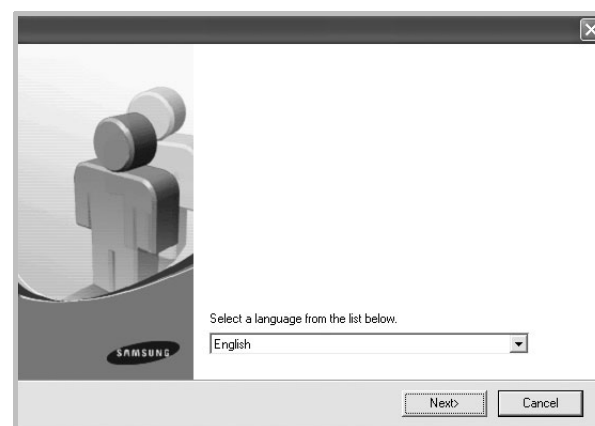 Select a language from the list below.
English
SAMSUNG
Next>
Cancel